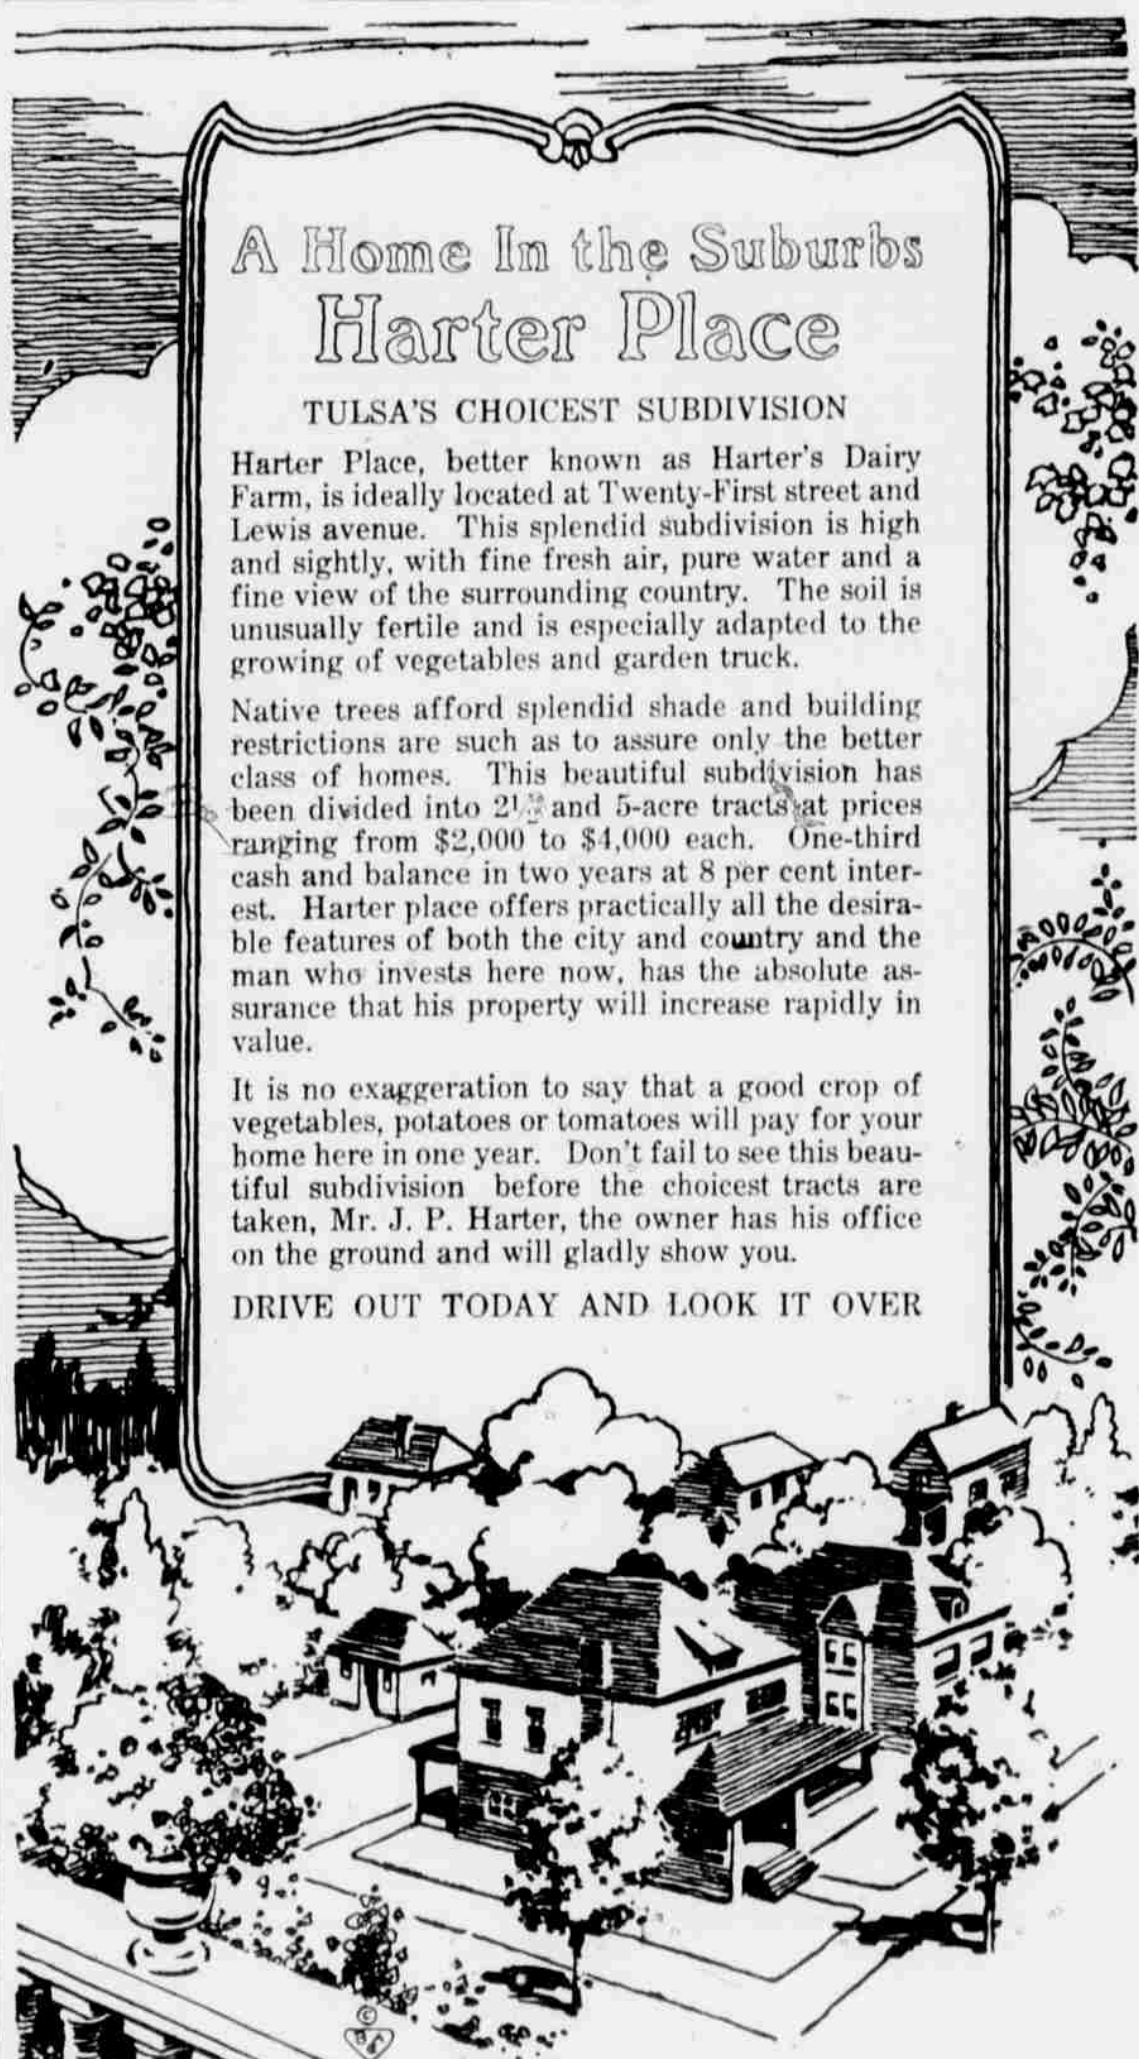 A Home In the Suburbs
Harter Place
TULSA'S CHOICEST SUBDIVISION
Harter Place, better known as Harter's Dairy
Farm, is ideally located at Twenty-First street and
Lewis avenue. This splendid subdivision is high
and sightly, with fine fresh air, pure water and a
fine view of the surrounding country. The soil is
unusually fertile and is especially adapted to the
growing of vegetables and garden truck.
Native trees afford splendid shade and building
restrictions are such as to assure only the better
class of homes. This beautiful subdivision has
been divided into 2½ and 5-acre tracts at prices
ranging from $2,000 to $4,000 each. One-third
cash and balance in two years at 8 per cent inter-
est. Harter place offers practically all the desira-
ble features of both the city and country and the
man who invests here now, has the absolute as-
surance that his property will increase rapidly in
value.
It is no exaggeration to say that a good crop of
vegetables, potatoes or tomatoes will pay for your
home here in one year. Don't fail to see this beau-
tiful subdivision before the choicest tracts are
taken, Mr. J. P. Harter, the owner has his office
on the ground and will gladly show you.
DRIVE OUT TODAY AND LOOK IT OVER
©